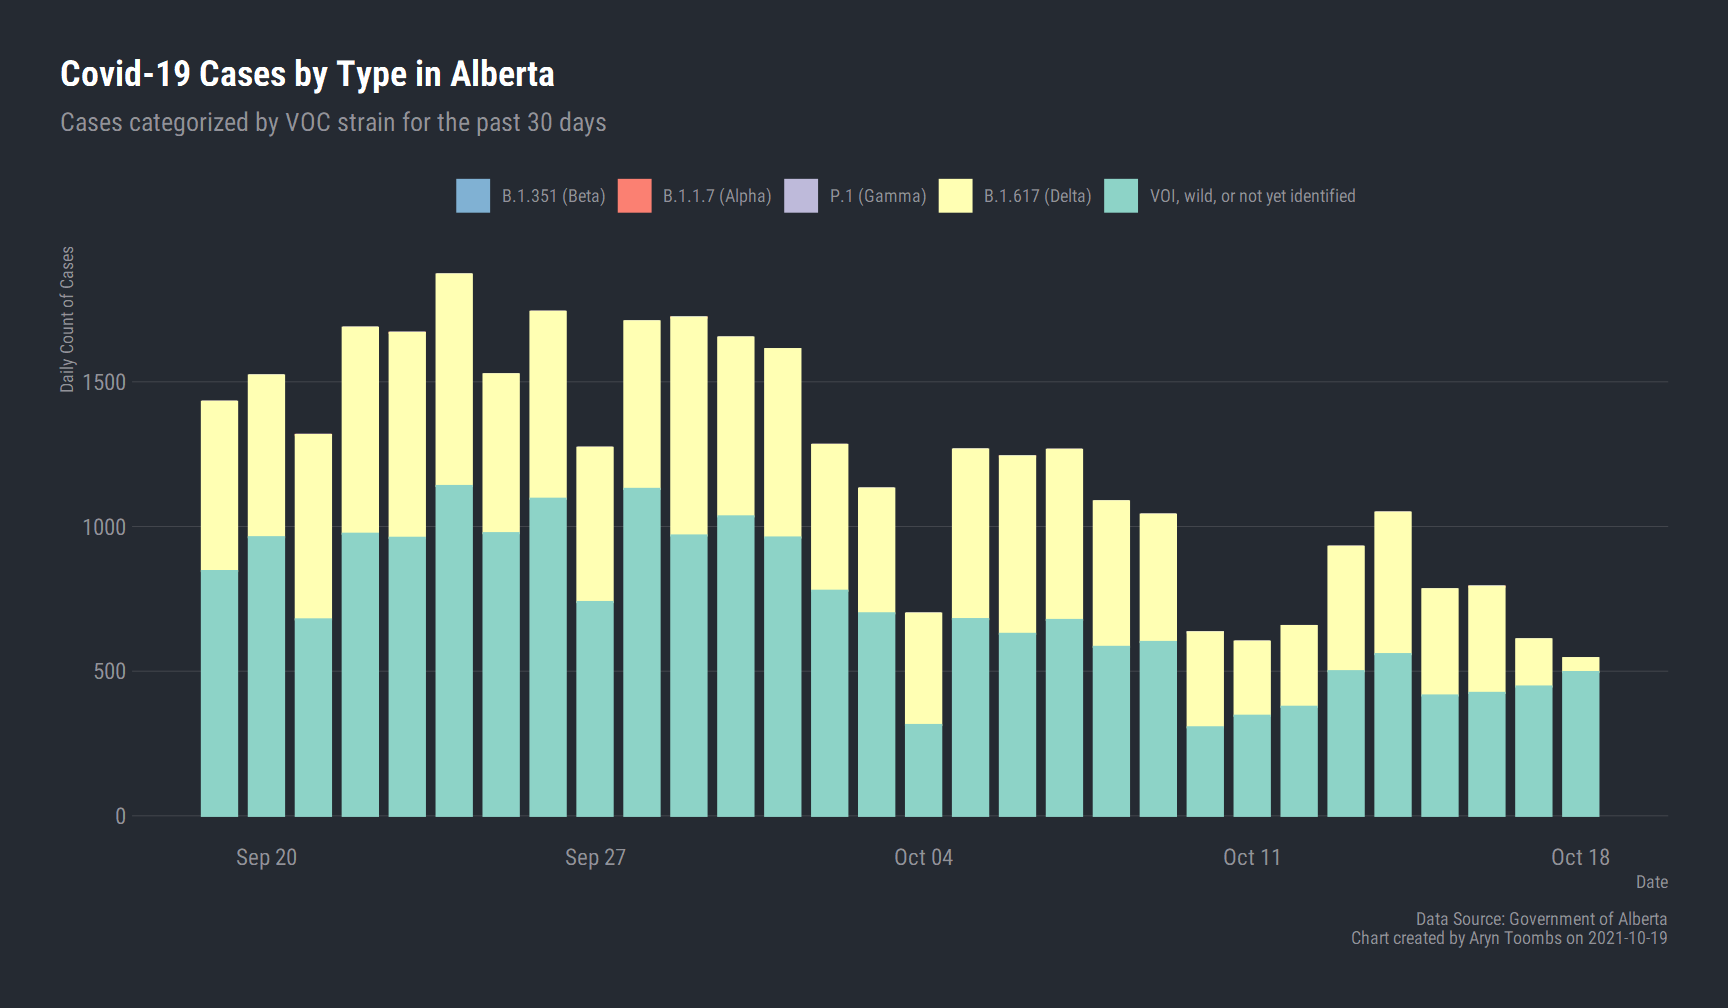 Covid-19 Cases by Type in Alberta
Cases categorized by VOC strain for the past 30 days
B.1.351 (Beta) B.1.1.7 (Alpha) P.1 (Gamma) B.1.617 (Delta) VOI, wild, or not yet identified
Daily Count of Cases
1500
1000
500
0
Sep 20 Sep 27 Oct 04 Oct 11 Oct 18
Date
Data Source: Government of Alberta
Chart created by Aryn Toombs on 2021-10-19